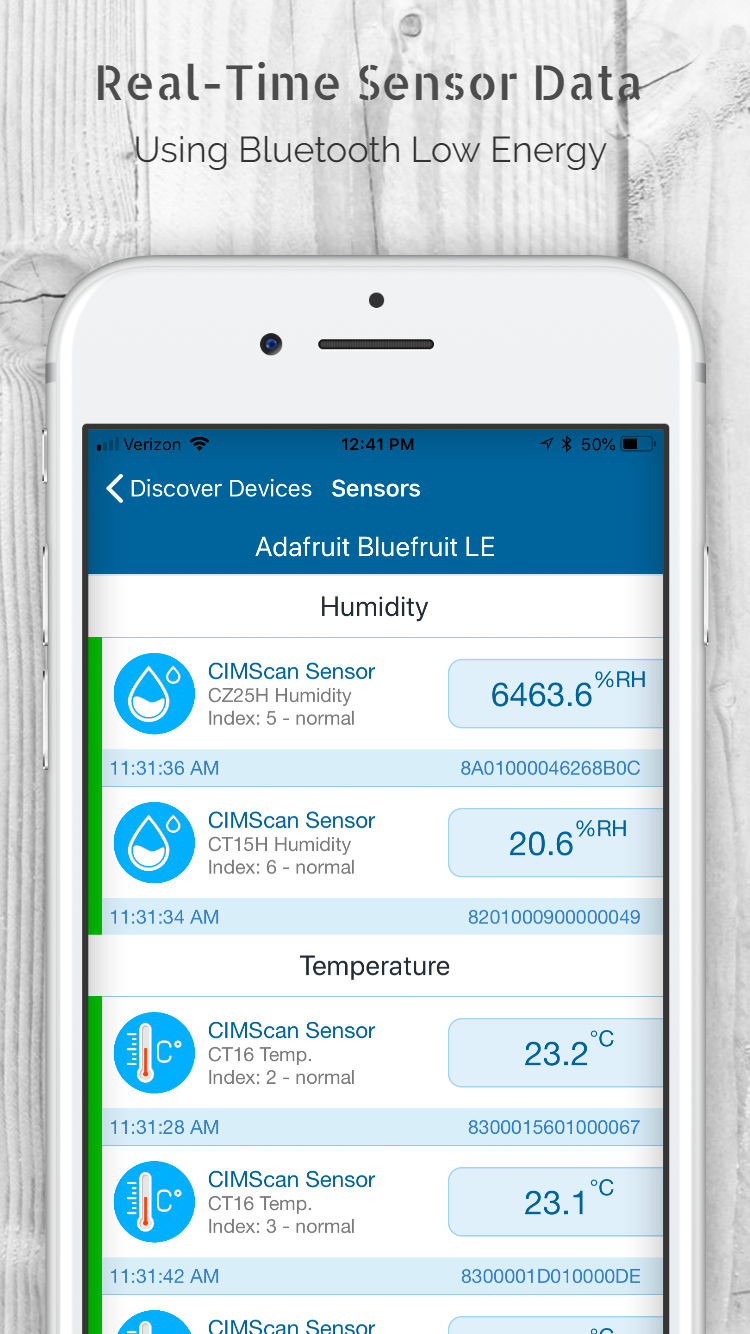 Real-Time Sensor Data
Using Bluetooth Low Energy
Verizon 12:41 PM 50%
Discover Devices Sensors
Adafruit Bluefruit LE
Humidity
CIMScan Sensor
CZ25H Humidity
Index: 5 - normal
6463.6 %RH
11:31:36 AM 8A01000046268B0C
CIMScan Sensor
CT15H Humidity
Index: 6 - normal
20.6 %RH
11:31:34 AM 8201000900000049
Temperature
C°
CIMScan Sensor
CT16 Temp.
Index: 2 - normal
23.2 °C
11:31:28 AM 8300015601000067
C°
CIMScan Sensor
CT16 Temp.
Index: 3 - normal
23.1 °C
11:31:42 AM 8300001D010000DE
CIMScan Sensor
°C